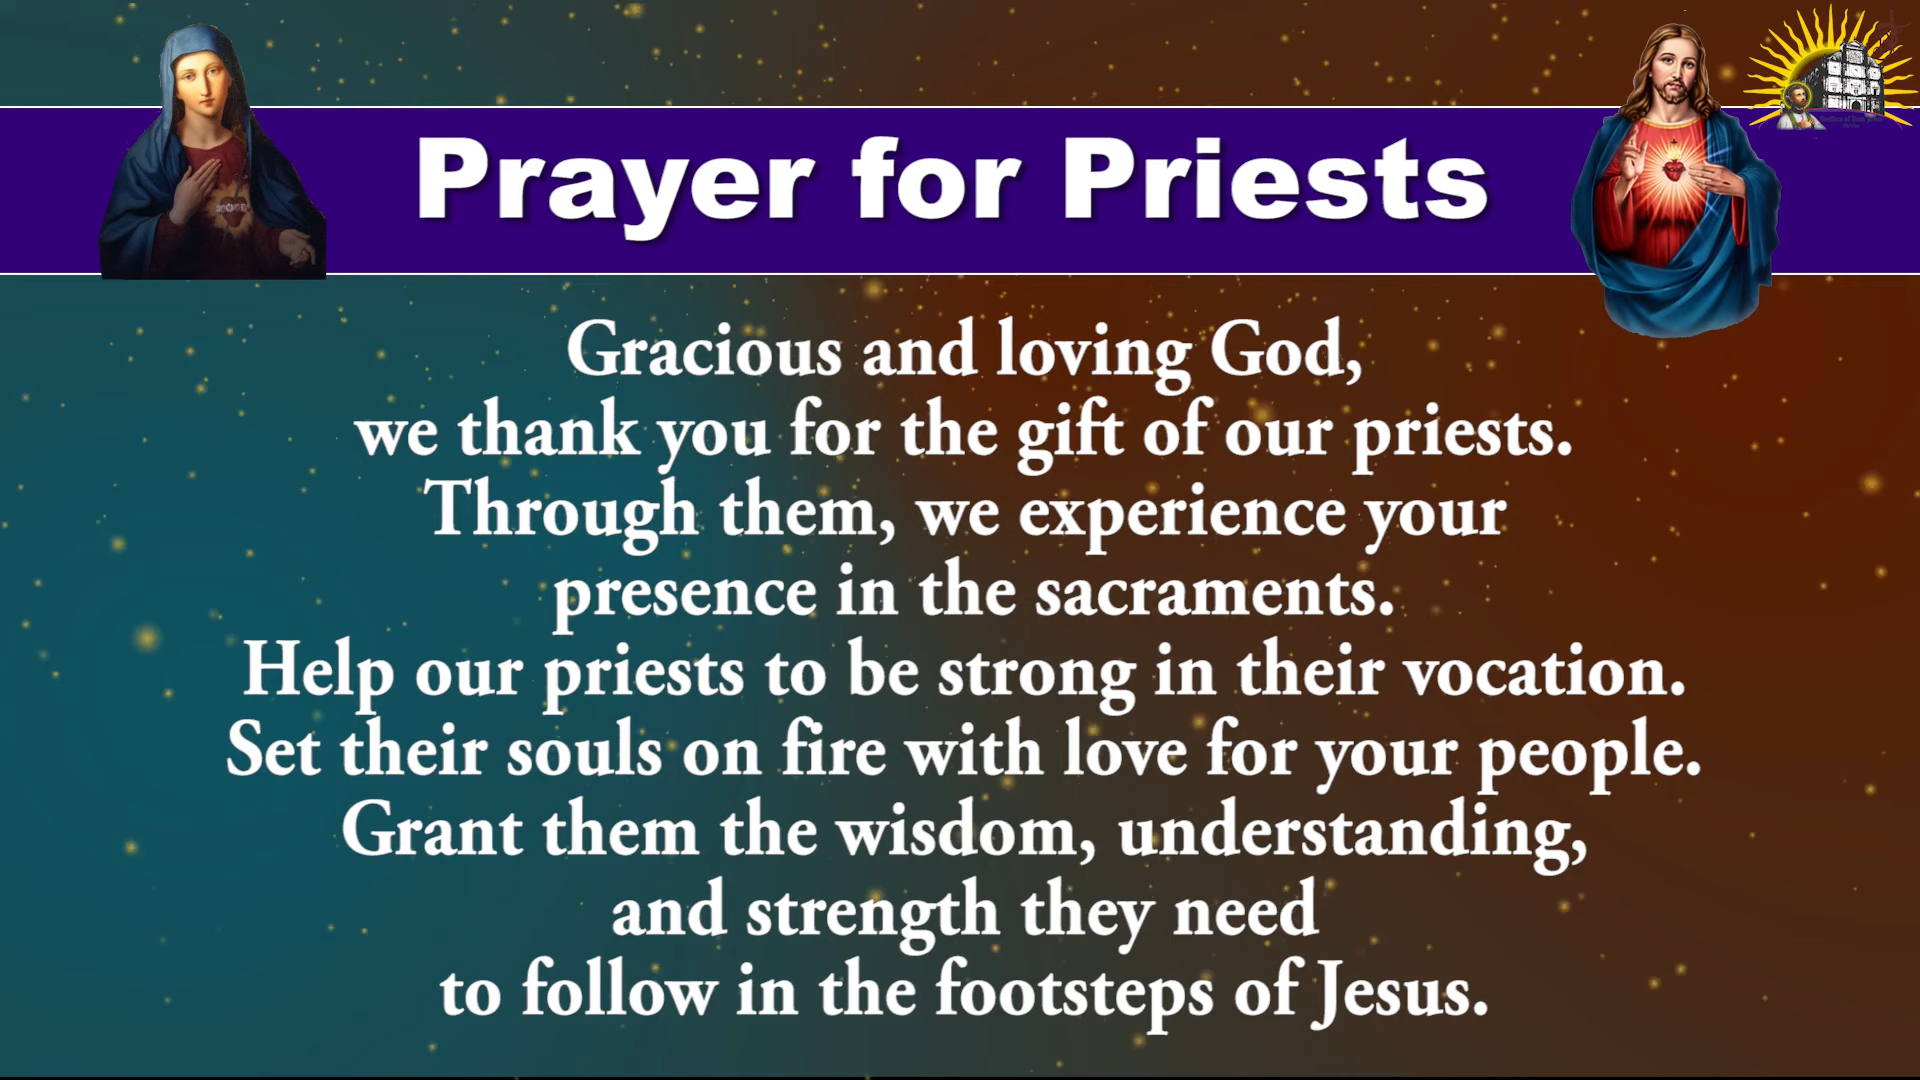 Prayer for Priests
Gracious and loving God,
we thank you for the gift of our priests.
Through them, we experience your
presence in the sacraments.
Help our priests to be strong in their vocation.
Set their souls on fire with love for your people.
Grant them the wisdom, understanding,
and strength they need
to follow in the footsteps of Jesus.